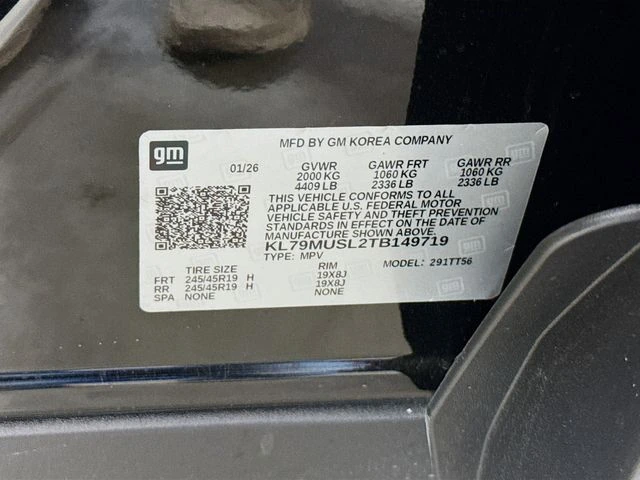 gm
MFD BY GM KOREA COMPANY
01/26 GVWR GAWR FRT GAWR RR
2000 KG 1060 KG 1060 KG
4409 LB 2336 LB 2336 LB
THIS VEHICLE CONFORMS TO ALL
APPLICABLE U.S. FEDERAL MOTOR
VEHICLE SAFETY AND THEFT PREVENTION
STANDARDS IN EFFECT ON THE DATE OF
MANUFACTURE SHOWN ABOVE.
KL79MUSL2TB149719
TYPE: MPV MODEL: 291TT56
TIRE SIZE RIM
FRT 245/45R19 H 19X8J
RR 245/45R19 H 19X8J
SPA NONE NONE